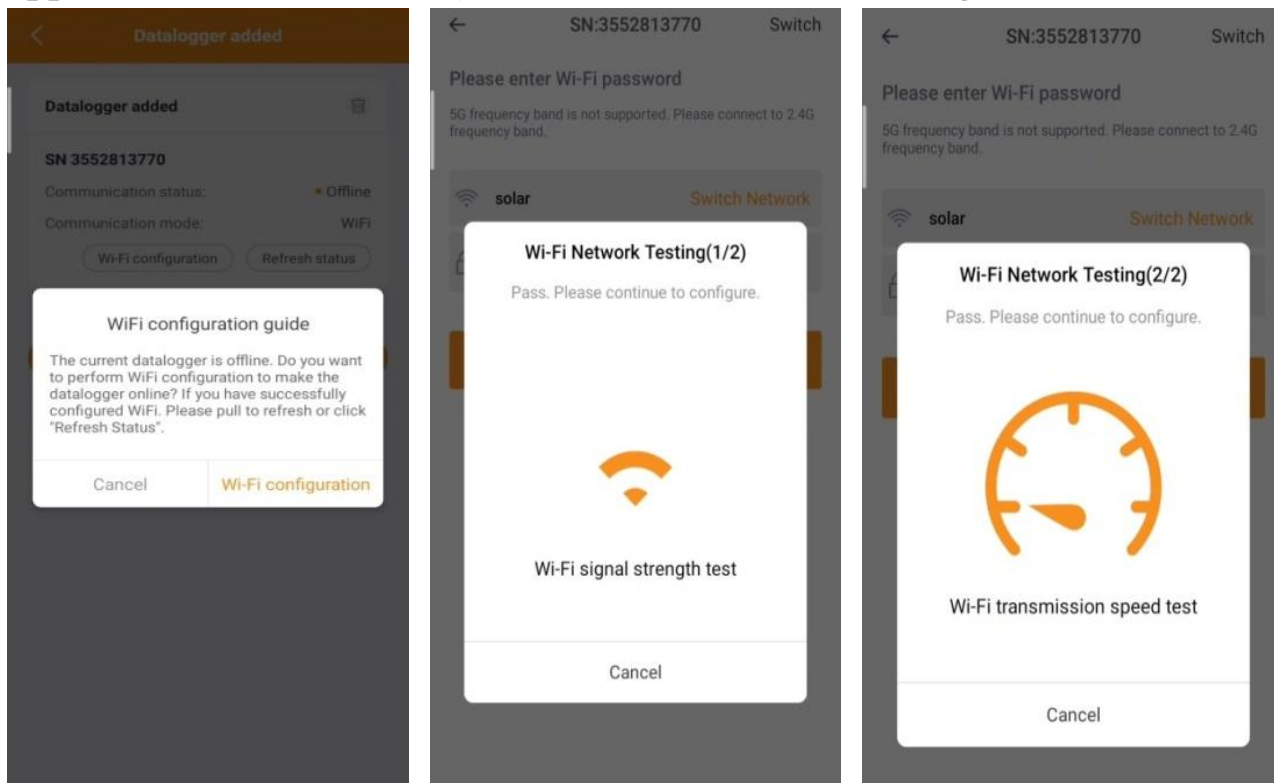 Datalogger added
Datalogger added
SN 3552813770
Communication status: Offline
Communication mode: WiFi
Wi-Fi configuration Refresh status
WiFi configuration guide
The current datalogger is offline. Do you want
to perform WiFi configuration to make the
datalogger online? If you have successfully
configured WiFi. Please pull to refresh or click
"Refresh Status".
Cancel Wi-Fi configuration
SN:3552813770 Switch
Please enter Wi-Fi password
5G frequency band is not supported. Please connect to 2.4G
frequency band.
solar Switch Network
Wi-Fi Network Testing(1/2)
Pass. Please continue to configure.
Wi-Fi signal strength test
Cancel
SN:3552813770 Switch
Please enter Wi-Fi password
5G frequency band is not supported. Please connect to 2.4G
frequency band.
solar Switch Network
Wi-Fi Network Testing(2/2)
Pass. Please continue to configure.
Wi-Fi transmission speed test
Cancel